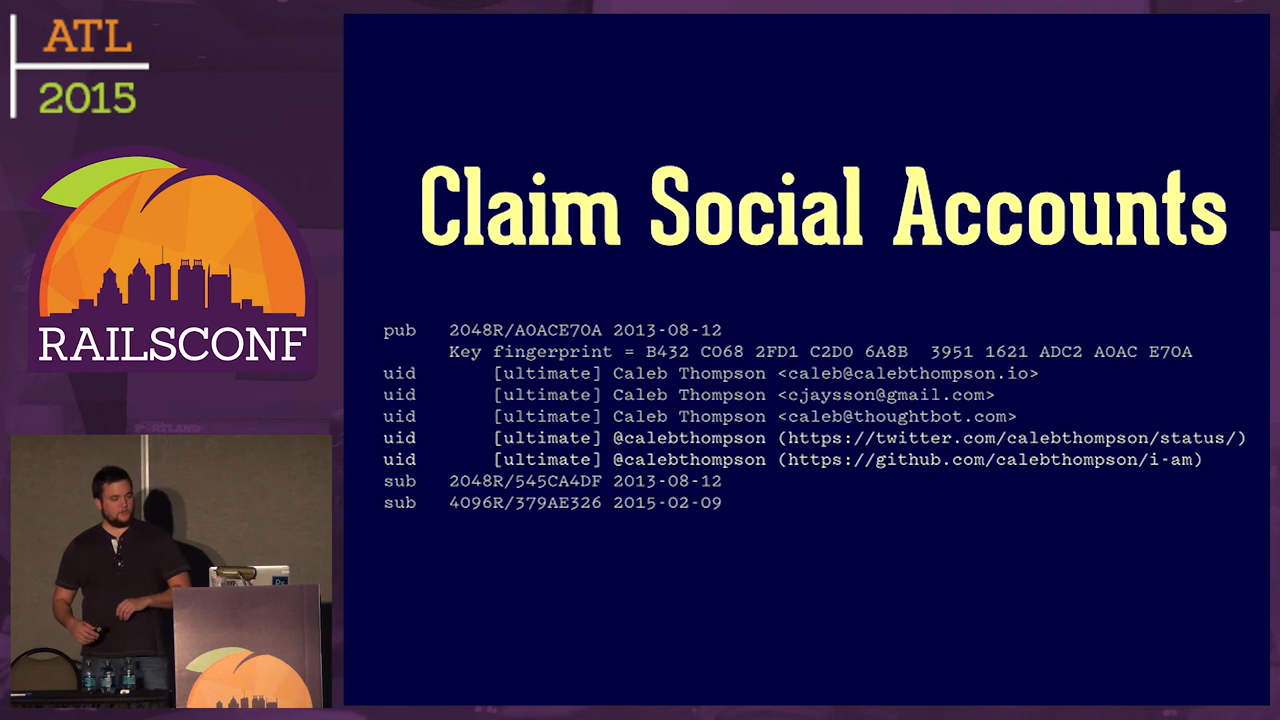 ATL
2015
RAILSCONF
Claim Social Accounts
pub 2048R/A0ACE70A 2013-08-12
Key fingerprint = B432 C068 2FD1 C2D0 6A8B 3951 1621 ADC2 A0AC E70A
uid [ultimate] Caleb Thompson <caleb@calebthompson.io>
uid [ultimate] Caleb Thompson <cjaysson@gmail.com>
uid [ultimate] Caleb Thompson <caleb@thoughtbot.com>
uid [ultimate] @calebthompson (https://twitter.com/calebthompson/status/)
uid [ultimate] @calebthompson (https://github.com/calebthompson/i-am)
sub 2048R/545CA4DF 2013-08-12
sub 4096R/379AE326 2015-02-09
Ps